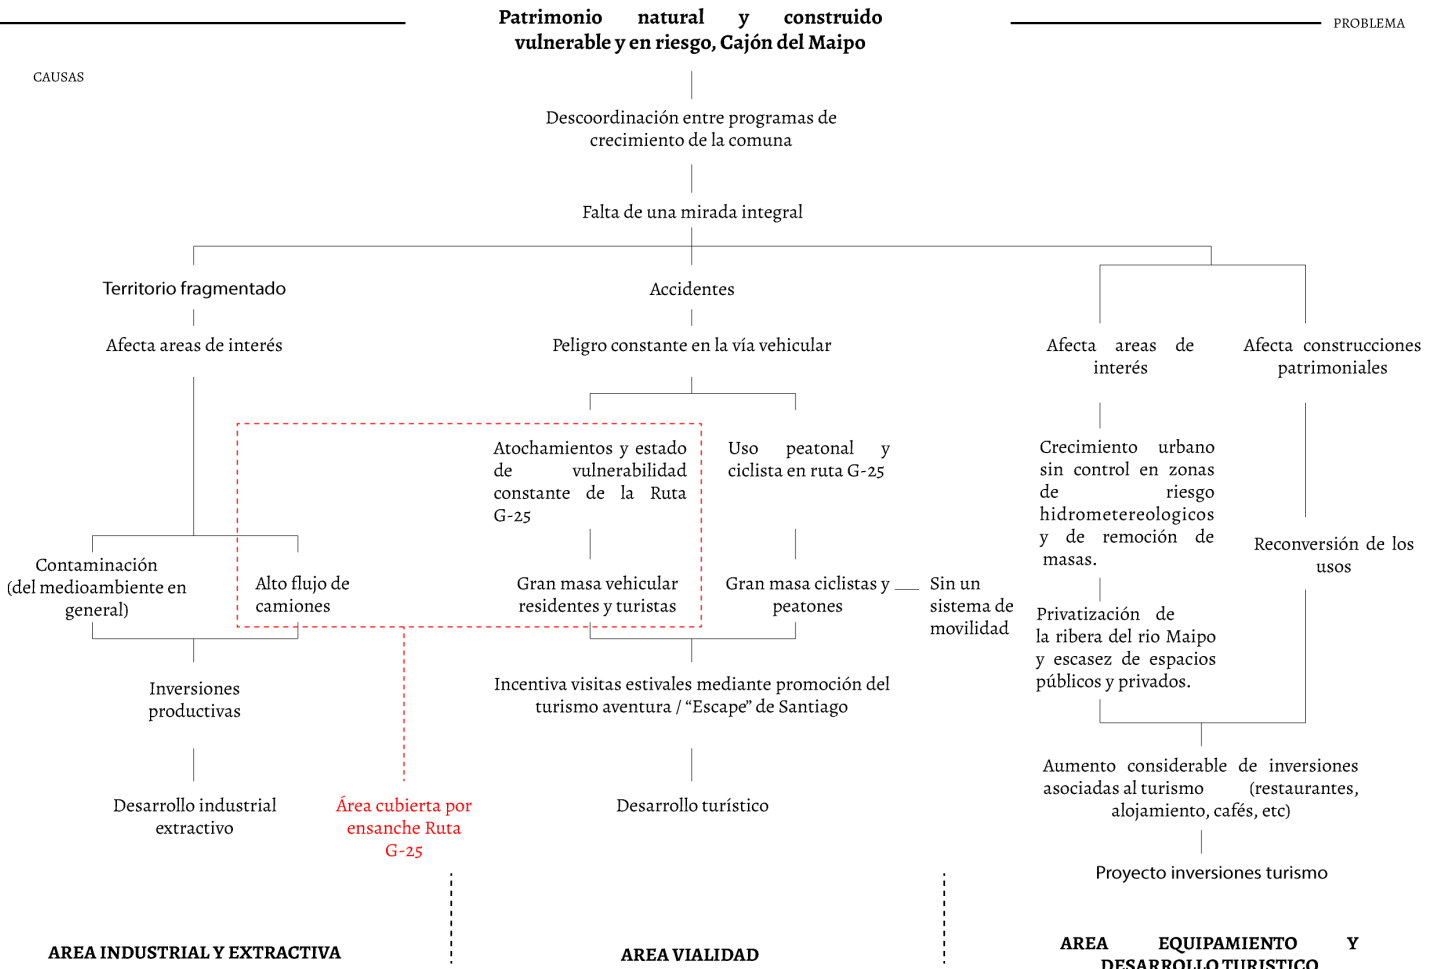 Patrimonio natural y construido
vulnerable y en riesgo, Cajón del Maipo
PROBLEMA
CAUSAS
Descoordinación entre programas de
crecimiento de la comuna
Falta de una mirada integral
Territorio fragmentado
Afecta areas de interés
Contaminación
(del medioambiente en
general)
Alto flujo de
camiones
Inversiones
productivas
Desarrollo industrial
extractivo
Área cubierta por
ensanche Ruta
G-25
AREA INDUSTRIAL Y EXTRACTIVA
Accidentes
Peligro constante en la vía vehicular
Atochamientos y estado
de vulnerabilidad
constante de la Ruta
G-25
Uso peatonal y
ciclista en ruta G-25
Gran masa vehicular
residentes y turistas
Gran masa ciclistas y
peatones
Sin un
sistema de
movilidad
Incentiva visitas estivales mediante promoción del
turismo aventura / “Escape” de Santiago
Desarrollo turístico
AREA VIALIDAD
Afecta areas de
interés
Afecta construcciones
patrimoniales
Crecimiento urbano
sin control en zonas
de riesgo
hidrometereologicos
y de remoción de
masas.
Reconversión de los
usos
Privatización de
la ribera del rio Maipo
y escasez de espacios
públicos y privados.
Aumento considerable de inversiones
asociadas al turismo (restaurantes,
alojamiento, cafés, etc)
Proyecto inversiones turismo
AREA EQUIPAMIENTO Y
DESARROLLO TURISTICO